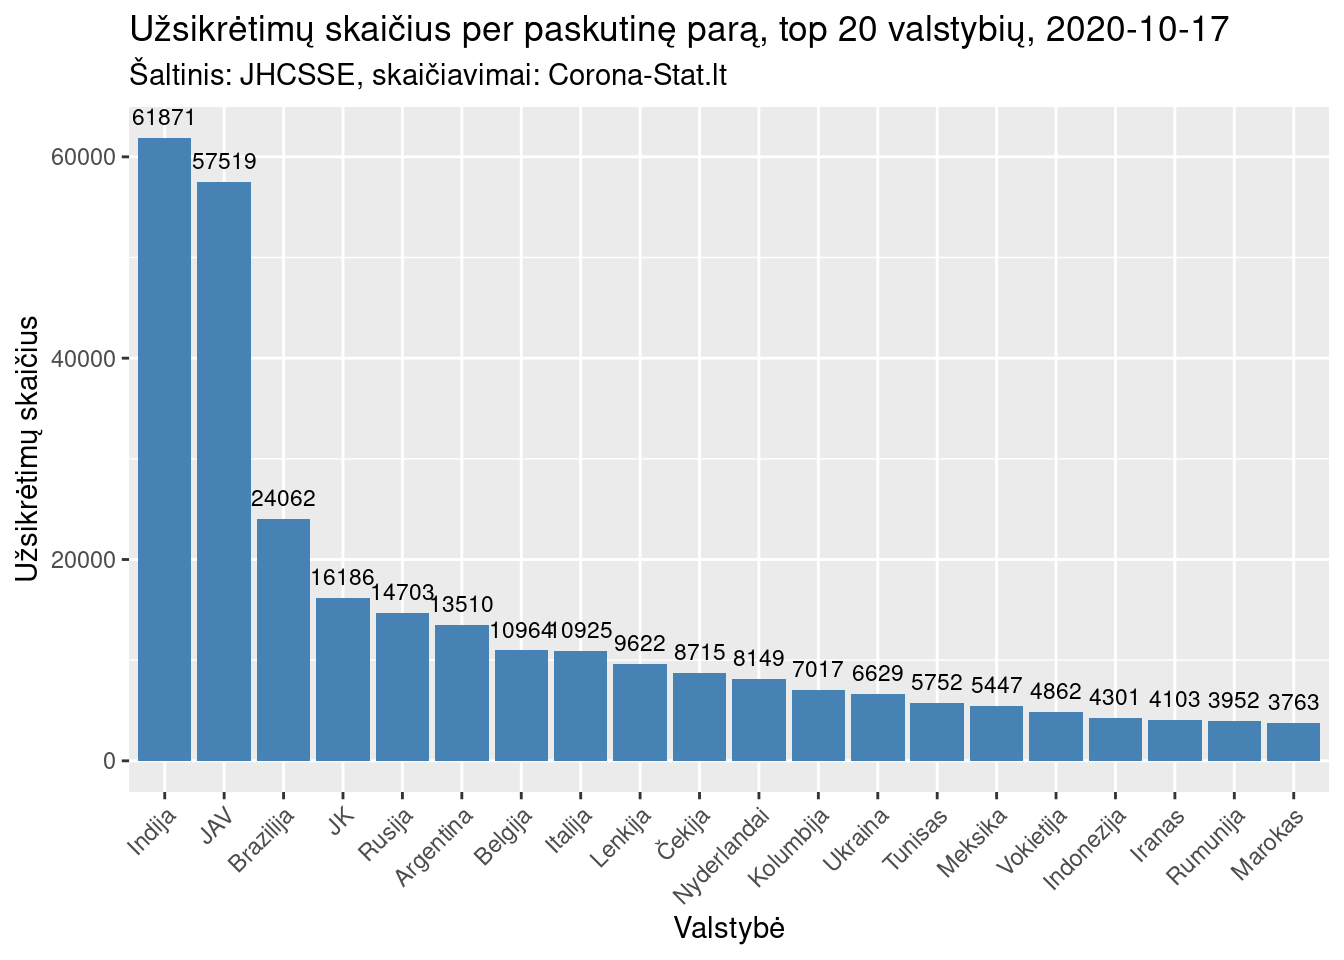 Užsikrėtimų skaičius per paskutinę parą, top 20 valstybių, 2020-10-17
Šaltinis: JHCSSE, skaičiavimai: Corona-Stat.lt
Užsikrėtimų skaičius
60000
40000
20000
0
61871
57519
24062
16186
14703
13510
10964
10925
9622
8715
8149
7017
6629
5752
5447
4862
4301
4103
3952
3763
Indija
JAV
Brazilija
JK
Rusija
Argentina
Belgija
Italija
Lenkija
Čekija
Nyderlandai
Kolumbija
Ukraina
Tunisas
Meksika
Vokietija
Indonezija
Iranas
Rumunija
Marokas
Valstybė